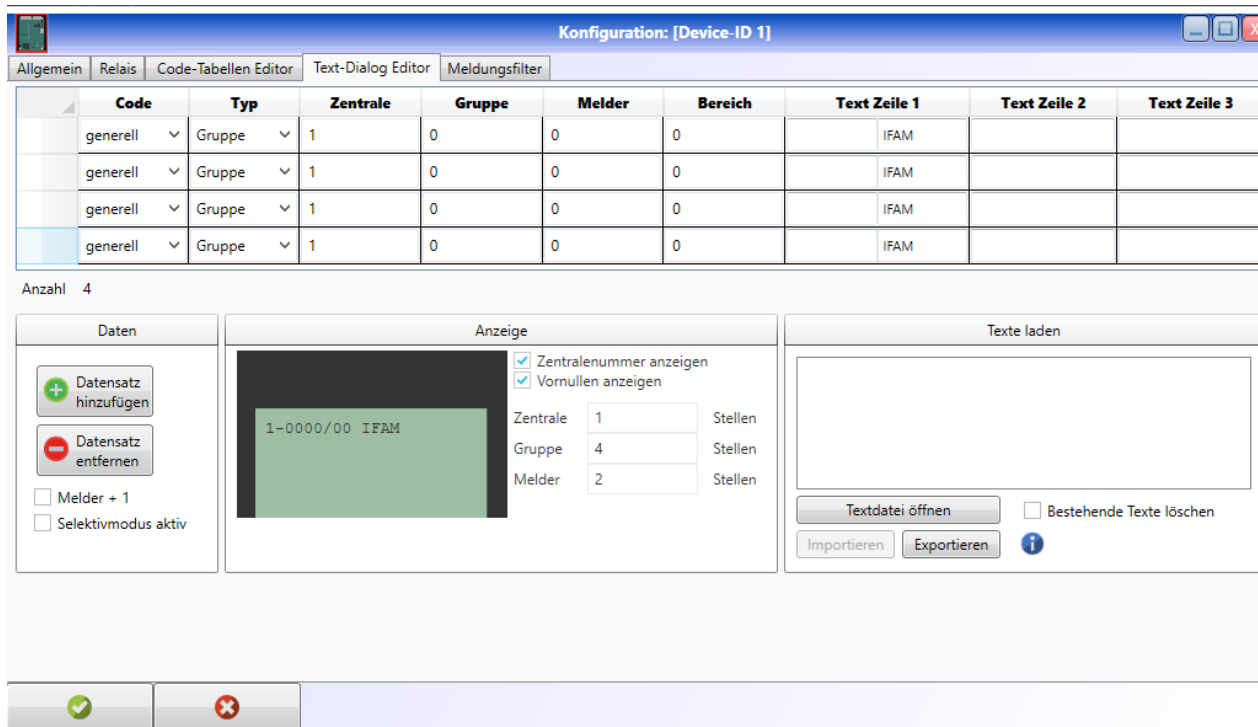 Konfiguration: [Device-ID 1]
Allgemein Relais Code-Tabellen Editor Text-Dialog Editor Meldungsfilter
Code Typ Zentrale Gruppe Melder Bereich Text Zeile 1 Text Zeile 2 Text Zeile 3
generell Gruppe 1 0 0 0 IFAM
generell Gruppe 1 0 0 0 IFAM
generell Gruppe 1 0 0 0 IFAM
generell Gruppe 1 0 0 0 IFAM
Anzahl 4
Daten
Datensatz
hinzufügen
Datensatz
entfernen
Melder + 1
Selektivmodus aktiv
Anzeige
1-0000/00 IFAM
Zentralenummer anzeigen
Vornullen anzeigen
Zentrale 1 Stellen
Gruppe 4 Stellen
Melder 2 Stellen
Texte laden
Textdatei öffnen Bestehende Texte löschen
Importieren Exportieren